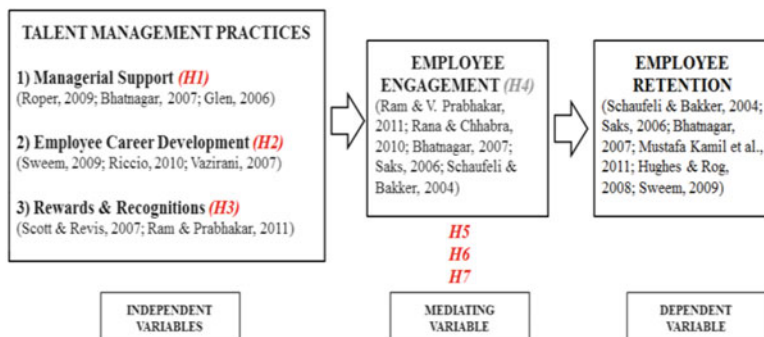 TALENT MANAGEMENT PRACTICES
1) Managerial Support (H1)
(Roper, 2009; Bhatnagar, 2007; Glen, 2006)
2) Employee Career Development (H2)
(Sweem, 2009; Riccio, 2010; Vazirani, 2007)
3) Rewards & Recognitions (H3)
(Scott & Revis, 2007; Ram & Prabhakar, 2011)
EMPLOYEE
ENGAGEMENT (H4)
(Ram & V. Prabhakar,
2011; Rana & Chhabra,
2010; Bhatnagar, 2007;
Saks, 2006; Schaufeli &
Bakker, 2004)
H5
H6
H7
EMPLOYEE
RETENTION
(Schaufeli & Bakker, 2004;
Saks, 2006; Bhatnagar,
2007; Mustafa Kamil et al.,
2011; Hughes & Rog,
2008; Sweem, 2009)
INDEPENDENT
VARIABLES
MEDIATING
VARIABLE
DEPENDENT
VARIABLE